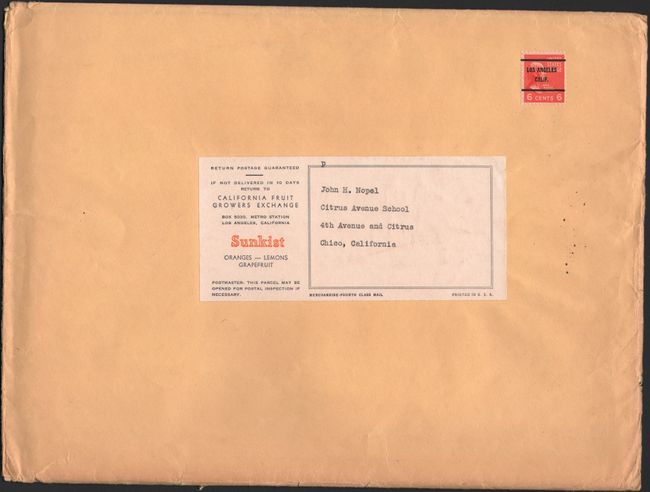 LOS ANGELES
CALIF.
6 CENTS 6
RETURN POSTAGE GUARANTEED
IF NOT DELIVERED IN 10 DAYS
RETURN TO
CALIFORNIA FRUIT
GROWERS EXCHANGE
BOX 5030, METRO STATION
LOS ANGELES, CALIFORNIA
Sunkist
ORANGES — LEMONS
GRAPEFRUIT
POSTMASTER: THIS PARCEL MAY BE
OPENED FOR POSTAL INSPECTION IF
NECESSARY.
P
John H. Nopel
Citrus Avenue School
4th Avenue and Citrus
Chico, California
MERCHANDISE-FOURTH CLASS MAIL
PRINTED IN U. S. A.